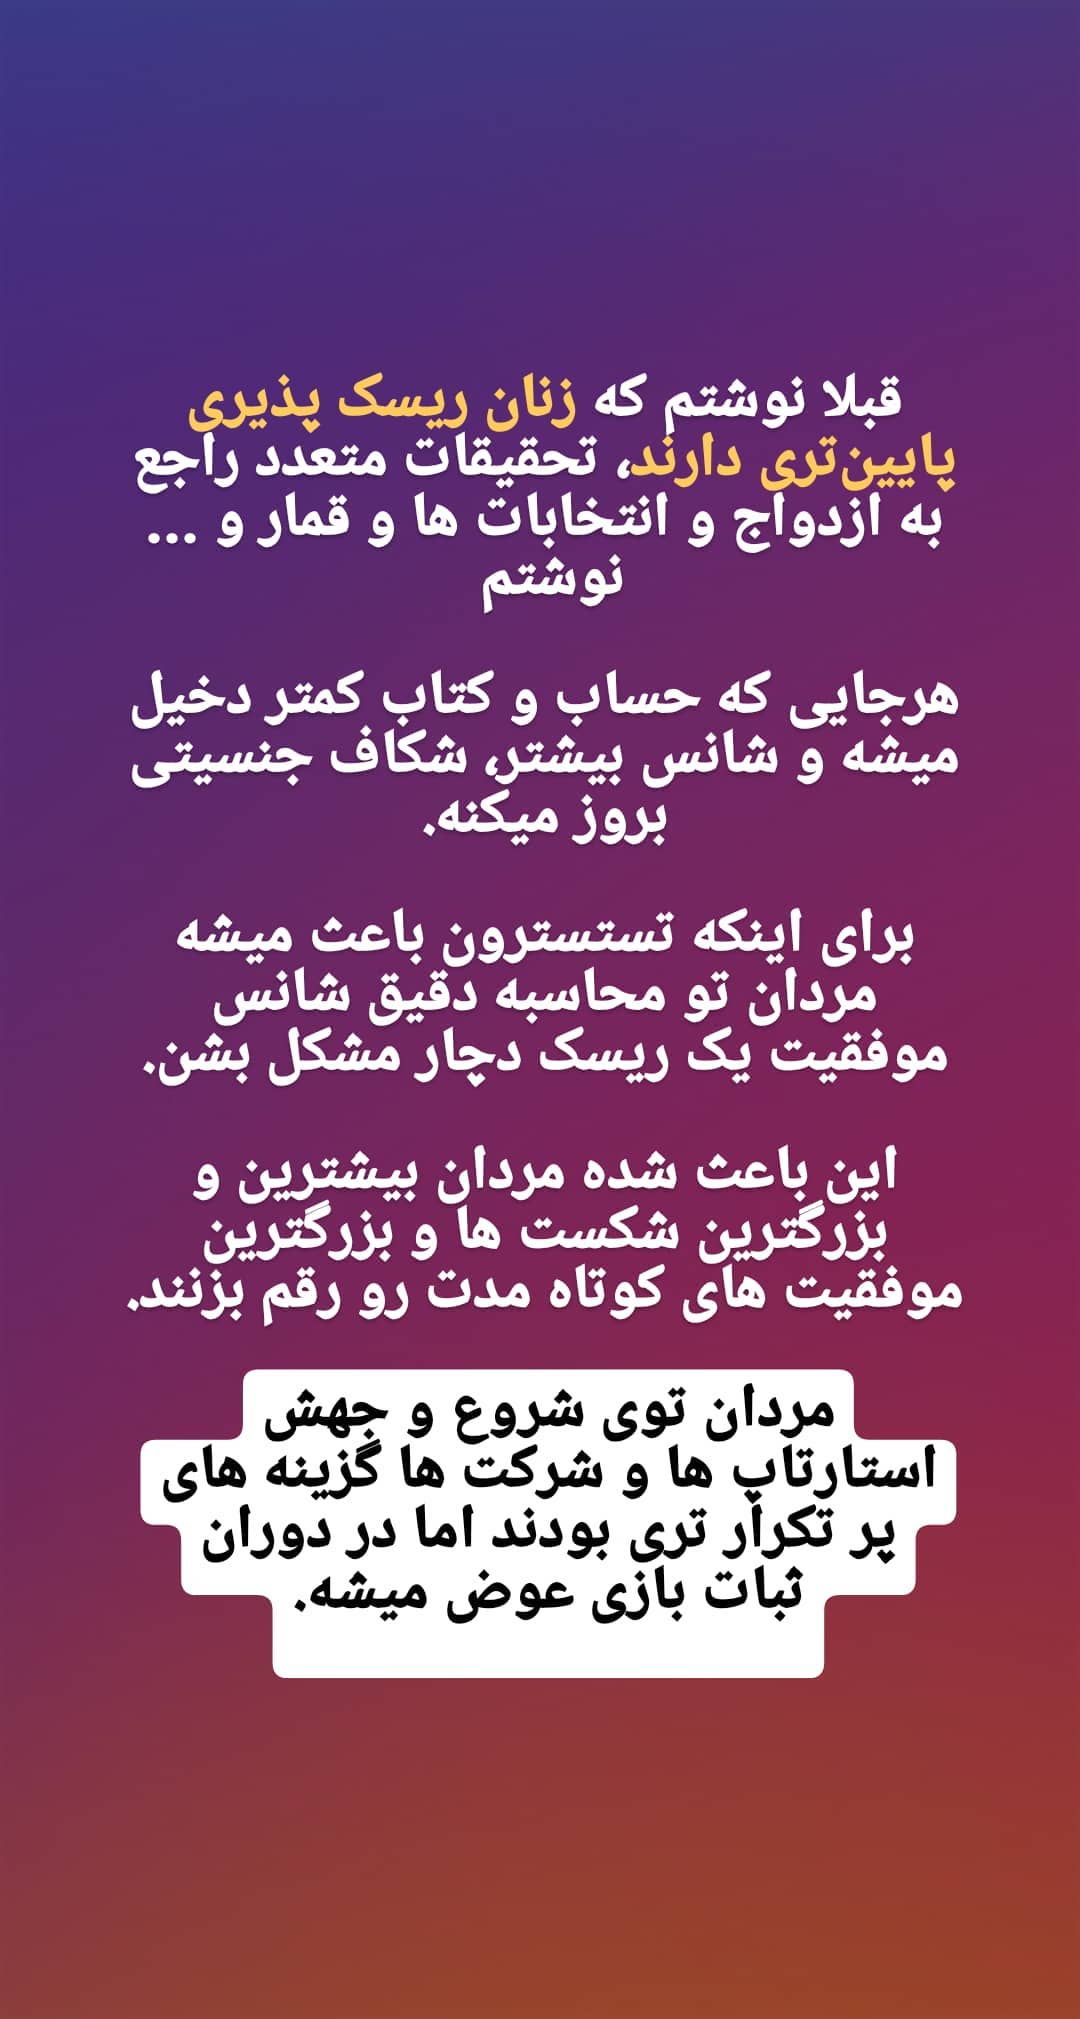 قبلا نوشتم که زنان ریسک پذیری
پایین‌تری دارند، تحقیقات متعدد راجع
به ازدواج و انتخابات ها و قمار و ...
نوشتم
هرجایی که حساب و کتاب کمتر دخیل
میشه و شانس بیشتر، شکاف جنسیتی
بروز میکنه.
برای اینکه تستسترون باعث میشه
مردان تو محاسبه دقیق شانس
موفقیت یک ریسک دچار مشکل بشن.
این باعث شده مردان بیشترین و
بزرگترین شکست ها و بزرگترین
موفقیت های کوتاه مدت رو رقم بزنند.
مردان توی شروع و جهش
استارتاپ ها و شرکت ها گزینه های
پر تکرار تری بودند اما در دوران
ثبات بازی عوض میشه.